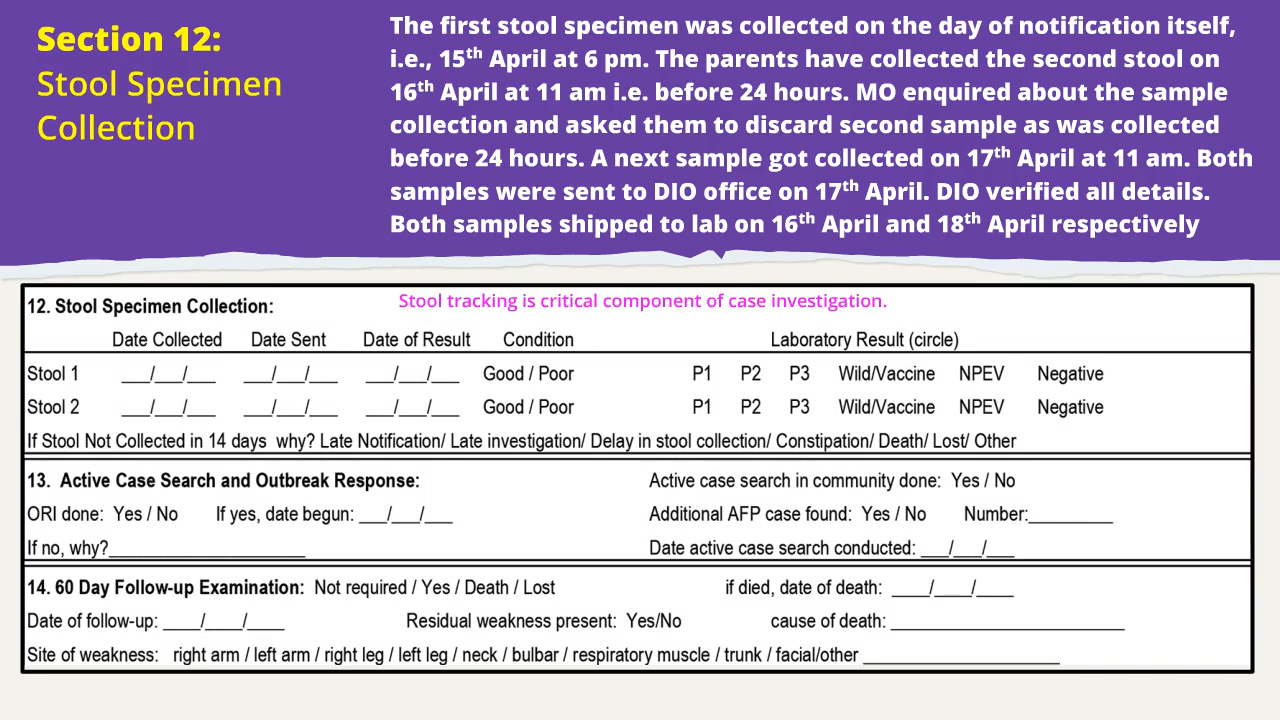 Section 12:
Stool Specimen
Collection
The first stool specimen was collected on the day of notification itself,
i.e., 15th April at 6 pm. The parents have collected the second stool on
16th April at 11 am i.e. before 24 hours. MO enquired about the sample
collection and asked them to discard second sample as was collected
before 24 hours. A next sample got collected on 17th April at 11 am. Both
samples were sent to DIO office on 17th April. DIO verified all details.
Both samples shipped to lab on 16th April and 18th April respectively
12. Stool Specimen Collection: Stool tracking is critical component of case investigation.
Date Collected Date Sent Date of Result Condition Laboratory Result (circle)
Stool 1 ___/___/___ ___/___/___ ___/___/___ Good / Poor P1 P2 P3 Wild/Vaccine NPEV Negative
Stool 2 ___/___/___ ___/___/___ ___/___/___ Good / Poor P1 P2 P3 Wild/Vaccine NPEV Negative
If Stool Not Collected in 14 days why? Late Notification/ Late investigation/ Delay in stool collection/ Constipation/ Death/ Lost/ Other
13. Active Case Search and Outbreak Response: Active case search in community done: Yes / No
ORI done: Yes / No If yes, date begun: ___/___/___ Additional AFP case found: Yes / No Number:_________
If no, why?_____________________ Date active case search conducted: ___/___/___
14. 60 Day Follow-up Examination: Not required / Yes / Death / Lost if died, date of death: ____/____/____
Date of follow-up: ____/____/____ Residual weakness present: Yes/No cause of death: _________________________
Site of weakness: right arm / left arm / right leg / left leg / neck / bulbar / respiratory muscle / trunk / facial/other _____________________